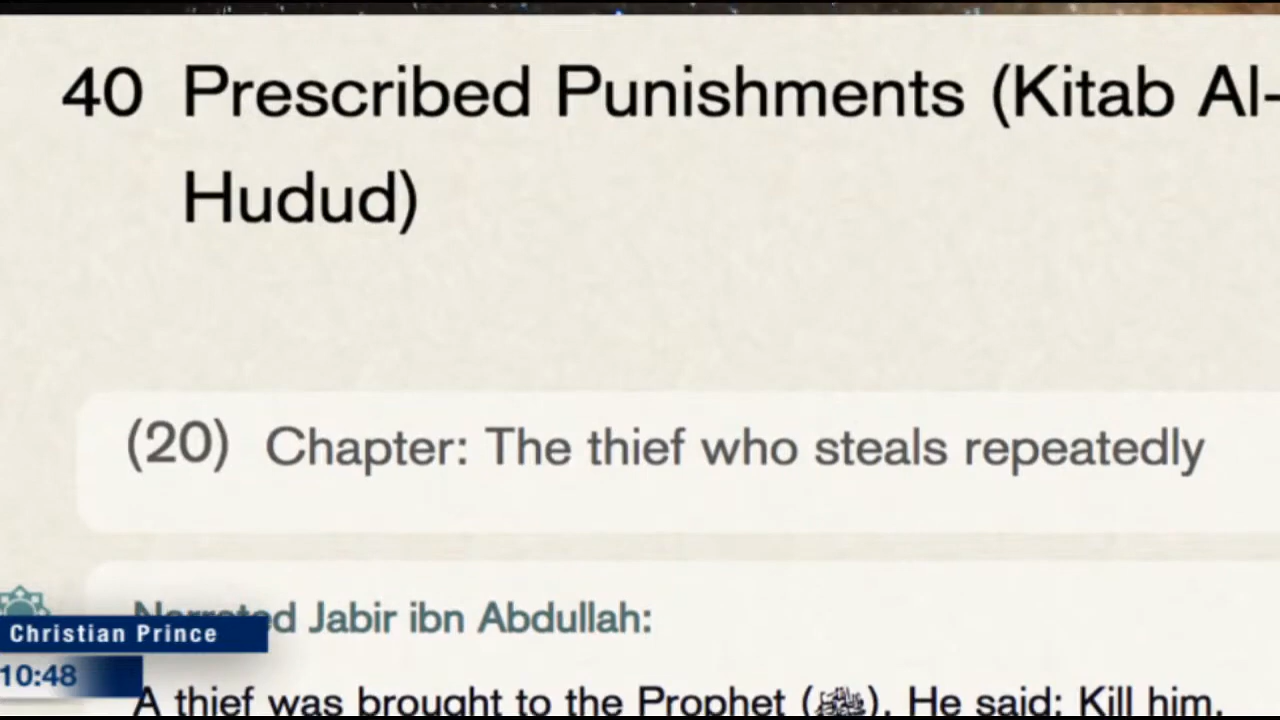 40 Prescribed Punishments (Kitab Al-
Hudud)
(20) Chapter: The thief who steals repeatedly
Narrated Jabir ibn Abdullah:
Christian Prince
10:48
A thief was brought to the Prophet (ﷺ). He said: Kill him.